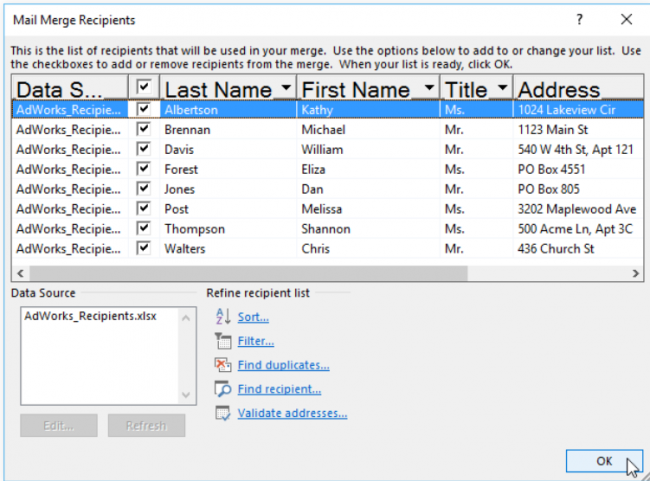 Mail Merge Recipients ? ×
This is the list of recipients that will be used in your merge. Use the options below to add to or change your list. Use
the checkboxes to add or remove recipients from the merge. When your list is ready, click OK.
Data S... Last Name First Name Title Address
AdWorks_Recipie... Albertson Kathy Ms. 1024 Lakeview Cir
AdWorks_Recipie... Brennan Michael Mr. 1123 Main St
AdWorks_Recipie... Davis William Mr. 540 W 4th St, Apt 121
AdWorks_Recipie... Forest Eliza Ms. PO Box 4551
AdWorks_Recipie... Jones Dan Mr. PO Box 805
AdWorks_Recipie... Post Melissa Ms. 3202 Maplewood Ave
AdWorks_Recipie... Thompson Shannon Ms. 500 Acme Ln, Apt 3C
AdWorks_Recipie... Walters Chris Mr. 436 Church St
Data Source Refine recipient list
AdWorks_Recipients.xlsx
Sort...
Filter...
Find duplicates...
Find recipient...
Validate addresses...
Edit... Refresh
OK